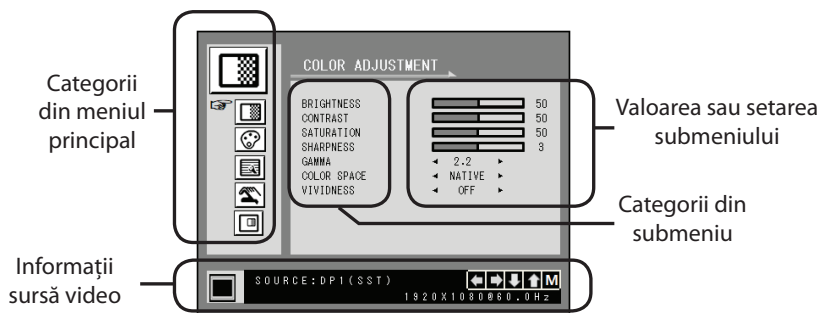 Categorii
din meniul
principal
COLOR ADJUSTMENT
BRIGHTNESS 50
CONTRAST 50
SATURATION 50
SHARPNESS 3
GAMMA 2.2
COLOR SPACE NATIVE
VIVIDNESS OFF
Valoarea sau setarea
submeniului
Categorii din
submeniu
Informații
sursă video
SOURCE:DP1(SST) M
1920X1080@60.0Hz